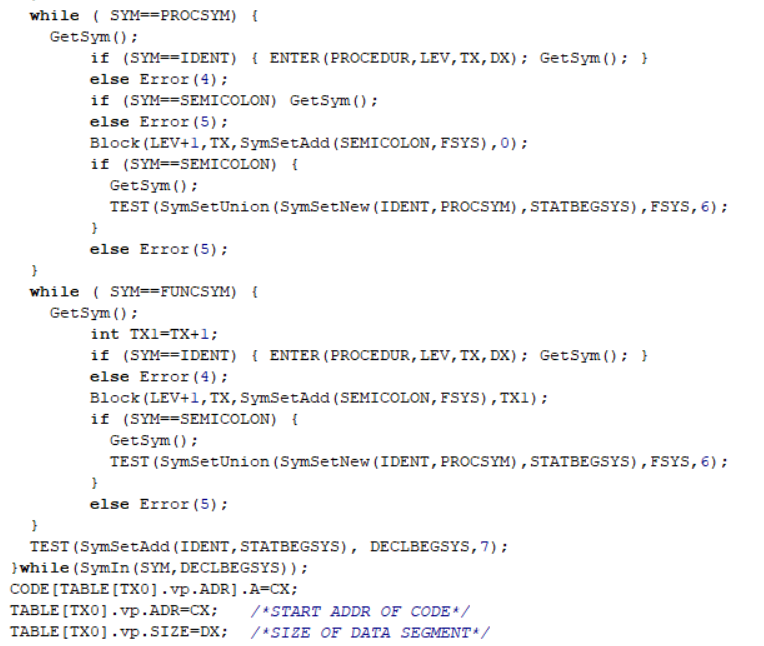 while ( SYM==PROCSYM) {
GetSym();
if (SYM==IDENT) { ENTER(PROCEDUR,LEV,TX,DX); GetSym(); }
else Error(4);
if (SYM==SEMICOLON) GetSym();
else Error(5);
Block(LEV+1,TX,SymSetAdd(SEMICOLON,FSYS),0);
if (SYM==SEMICOLON) {
GetSym();
TEST(SymSetUnion(SymSetNew(IDENT,PROCSYM),STATBEGSYS),FSYS,6);
}
else Error(5);
}
while ( SYM==FUNCSYM) {
GetSym();
int TX1=TX+1;
if (SYM==IDENT) { ENTER(PROCEDUR,LEV,TX,DX); GetSym(); }
else Error(4);
Block(LEV+1,TX,SymSetAdd(SEMICOLON,FSYS),TX1);
if (SYM==SEMICOLON) {
GetSym();
TEST(SymSetUnion(SymSetNew(IDENT,PROCSYM),STATBEGSYS),FSYS,6);
}
else Error(5);
}
TEST(SymSetAdd(IDENT,STATBEGSYS), DECLBEGSYS,7);
}while(SymIn(SYM,DECLBEGSYS));
CODE[TABLE[TX0].vp.ADR].A=CX;
TABLE[TX0].vp.ADR=CX; /*START ADDR OF CODE*/
TABLE[TX0].vp.SIZE=DX; /*SIZE OF DATA SEGMENT*/